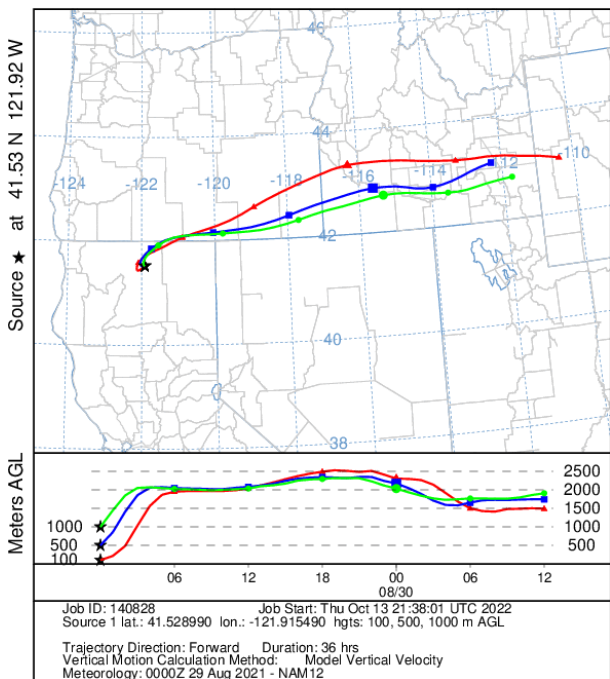 Source ★ at 41.53 N 121.92 W
46
44
-110
-112
-114
-116
-118
-120
-122
-124
42
40
38
Meters AGL
2500
2000
1500
1000
500
1000
500
100
06 12 18 00 06 12
08/30
Job ID: 140828 Job Start: Thu Oct 13 21:38:01 UTC 2022
Source 1 lat.: 41.528990 lon.: -121.915490 hgts: 100, 500, 1000 m AGL
Trajectory Direction: Forward Duration: 36 hrs
Vertical Motion Calculation Method: Model Vertical Velocity
Meteorology: 0000Z 29 Aug 2021 - NAM12